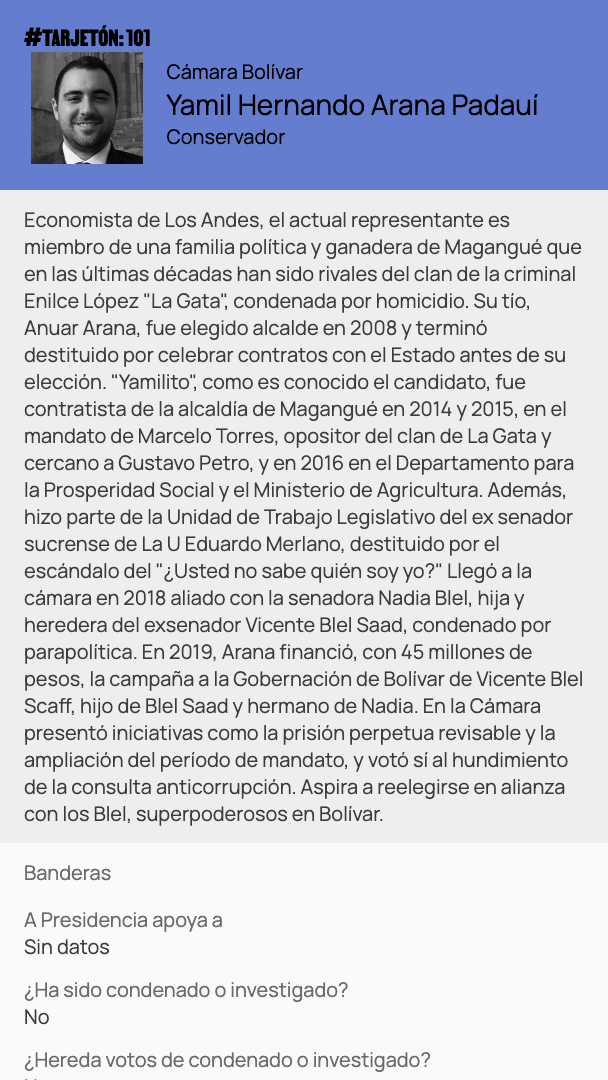 #TARJETÓN: 101
Cámara Bolívar
Yamil Hernando Arana Padauí
Conservador
Economista de Los Andes, el actual representante es
miembro de una familia política y ganadera de Magangué que
en las últimas décadas han sido rivales del clan de la criminal
Enilce López "La Gata", condenada por homicidio. Su tío,
Anuar Arana, fue elegido alcalde en 2008 y terminó
destituido por celebrar contratos con el Estado antes de su
elección. "Yamilito", como es conocido el candidato, fue
contratista de la alcaldía de Magangué en 2014 y 2015, en el
mandato de Marcelo Torres, opositor del clan de La Gata y
cercano a Gustavo Petro, y en 2016 en el Departamento para
la Prosperidad Social y el Ministerio de Agricultura. Además,
hizo parte de la Unidad de Trabajo Legislativo del ex senador
sucrense de La U Eduardo Merlano, destituido por el
escándalo del "¿Usted no sabe quién soy yo?" Llegó a la
cámara en 2018 aliado con la senadora Nadia Blel, hija y
heredera del exsenador Vicente Blel Saad, condenado por
parapolítica. En 2019, Arana financió, con 45 millones de
pesos, la campaña a la Gobernación de Bolívar de Vicente Blel
Scaff, hijo de Blel Saad y hermano de Nadia. En la Cámara
presentó iniciativas como la prisión perpetua revisable y la
ampliación del período de mandato, y votó sí al hundimiento
de la consulta anticorrupción. Aspira a reelegirse en alianza
con los Blel, superpoderosos en Bolívar.
Banderas
A Presidencia apoya a
Sin datos
¿Ha sido condenado o investigado?
No
¿Hereda votos de condenado o investigado?